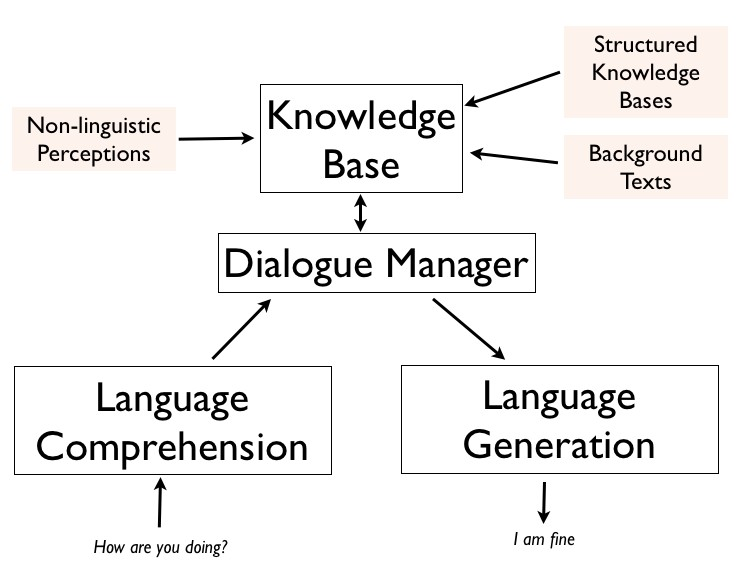 Structured
Knowledge
Bases
Non-linguistic
Perceptions
Knowledge
Base
Background
Texts
Dialogue Manager
Language
Comprehension
Language
Generation
How are you doing?
I am fine